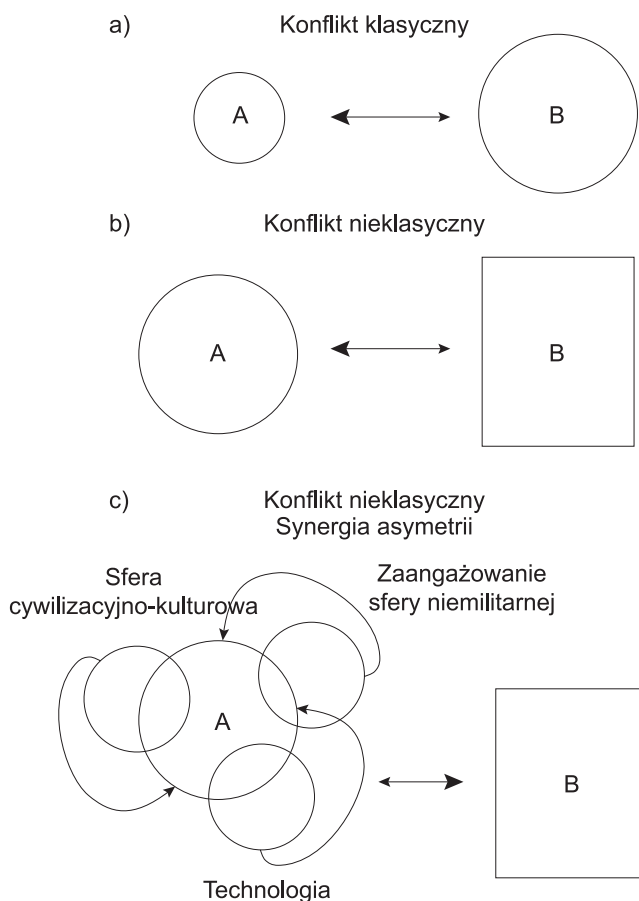 a) Konflikt klasyczny
A B
b) Konflikt nieklasyczny
A B
c) Konflikt nieklasyczny
Synergia asymetrii
Sfera
cywilizacyjno-kulturowa
Zaangażowanie
sfery niemilitarnej
A
B
Technologia